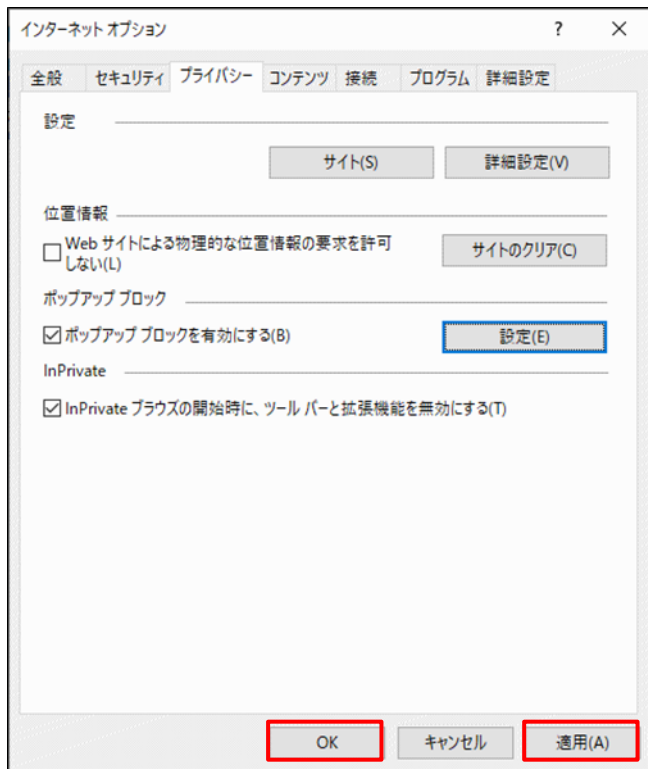 インターネット オプション ? ×
全般 セキュリティ プライバシー コンテンツ 接続 プログラム 詳細設定
設定
サイト(S) 詳細設定(V)
位置情報
Web サイトによる物理的な位置情報の要求を許可
しない(L)
サイトのクリア(C)
ポップアップ ブロック
ポップアップ ブロックを有効にする(B) 設定(E)
InPrivate
InPrivate ブラウズの開始時に、ツール バーと拡張機能を無効にする(T)
OK キャンセル 適用(A)